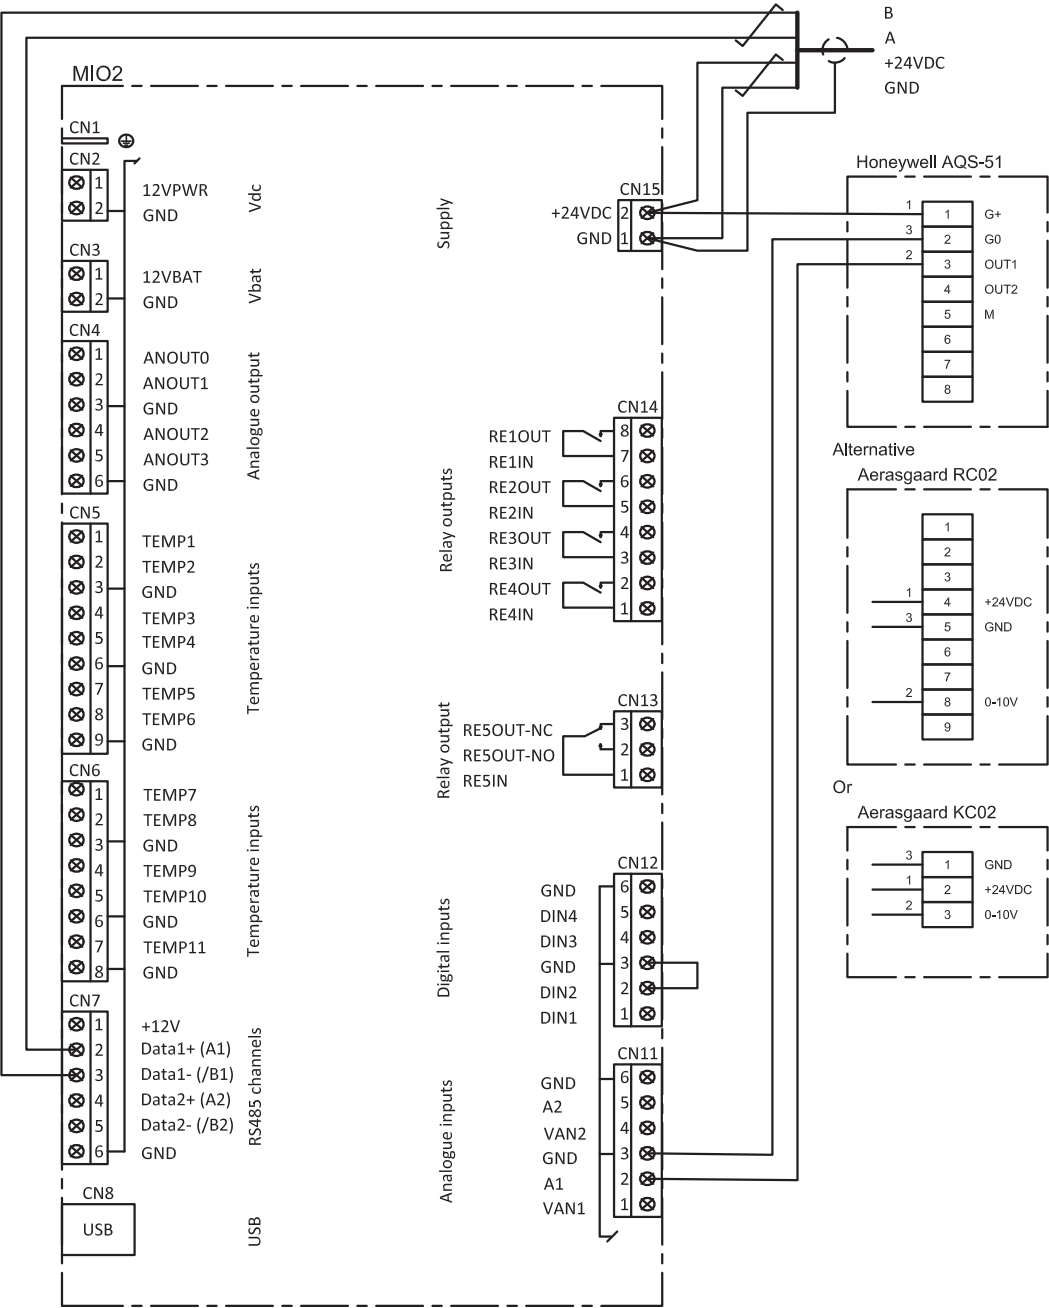 B
A
+24VDC
GND
MIO2
CN1
CN2
1 12VPWR
2 GND
Vdc
CN3
1 12VBAT
2 GND
Vbat
CN4
1 ANOUT0
2 ANOUT1
3 GND
4 ANOUT2
5 ANOUT3
6 GND
Analogue output
CN5
1 TEMP1
2 TEMP2
3 GND
4 TEMP3
5 TEMP4
6 GND
7 TEMP5
8 TEMP6
9 GND
Temperature inputs
CN6
1 TEMP7
2 TEMP8
3 GND
4 TEMP9
5 TEMP10
6 GND
7 TEMP11
8 GND
Temperature inputs
CN7
1 +12V
2 Data1+ (A1)
3 Data1- (/B1)
4 Data2+ (A2)
5 Data2- (/B2)
6 GND
RS485 channels
CN8
USB
USB
CN15
+24VDC 2
GND 1
Supply
CN14
RE1OUT 8
RE1IN 7
RE2OUT 6
RE2IN 5
RE3OUT 4
RE3IN 3
RE4OUT 2
RE4IN 1
Relay outputs
CN13
RE5OUT-NC 3
RE5OUT-NO 2
RE5IN 1
Relay output
CN12
GND 6
DIN4 5
DIN3 4
GND 3
DIN2 2
DIN1 1
Digital inputs
CN11
GND 6
A2 5
VAN2 4
GND 3
A1 2
VAN1 1
Analogue inputs
Honeywell AQS-51
1 1 G+
3 2 G0
2 3 OUT1
4 OUT2
5 M
6
7
8
Alternative
Aerasgaard RC02
1
2
3
1 4 +24VDC
3 5 GND
6
7
2 8 0-10V
9
Or
Aerasgaard KC02
3 1 GND
1 2 +24VDC
2 3 0-10V